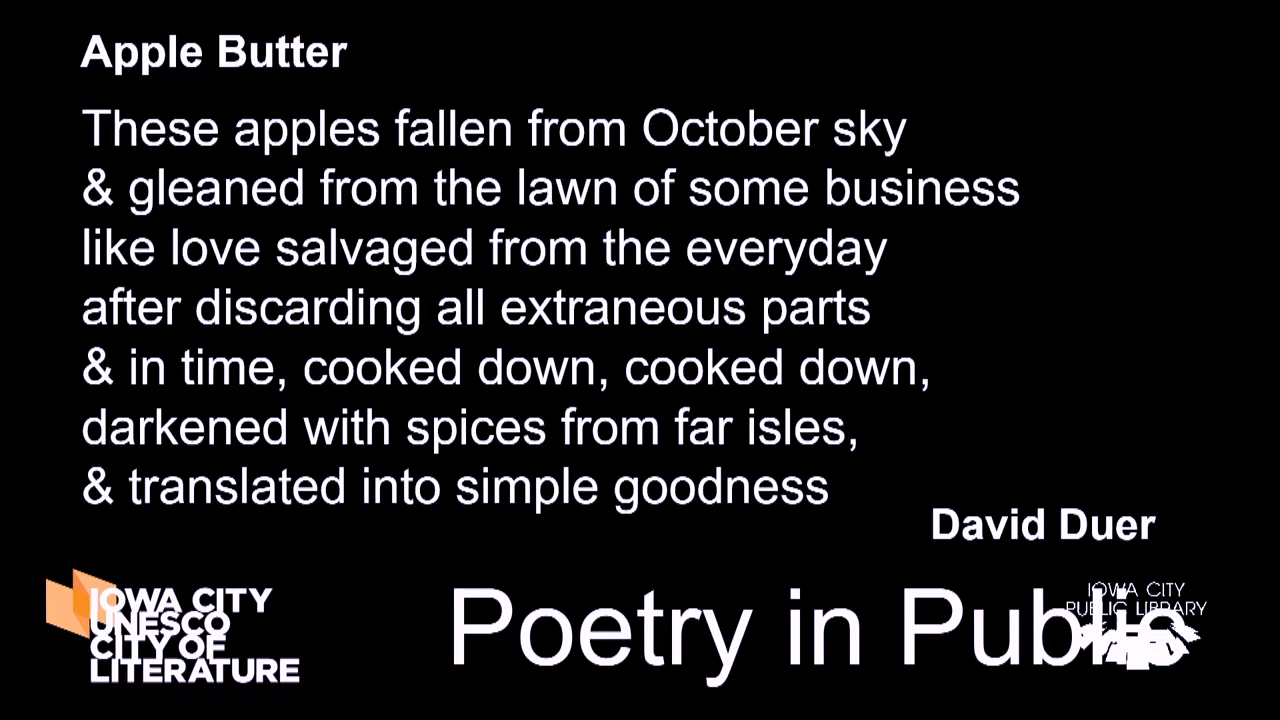 Apple Butter
These apples fallen from October sky
& gleaned from the lawn of some business
like love salvaged from the everyday
after discarding all extraneous parts
& in time, cooked down, cooked down,
darkened with spices from far isles,
& translated into simple goodness
David Duer
IOWA CITY
UNESCO
CITY OF
LITERATURE
Poetry in Public
IOWA CITY
PUBLIC LIBRARY